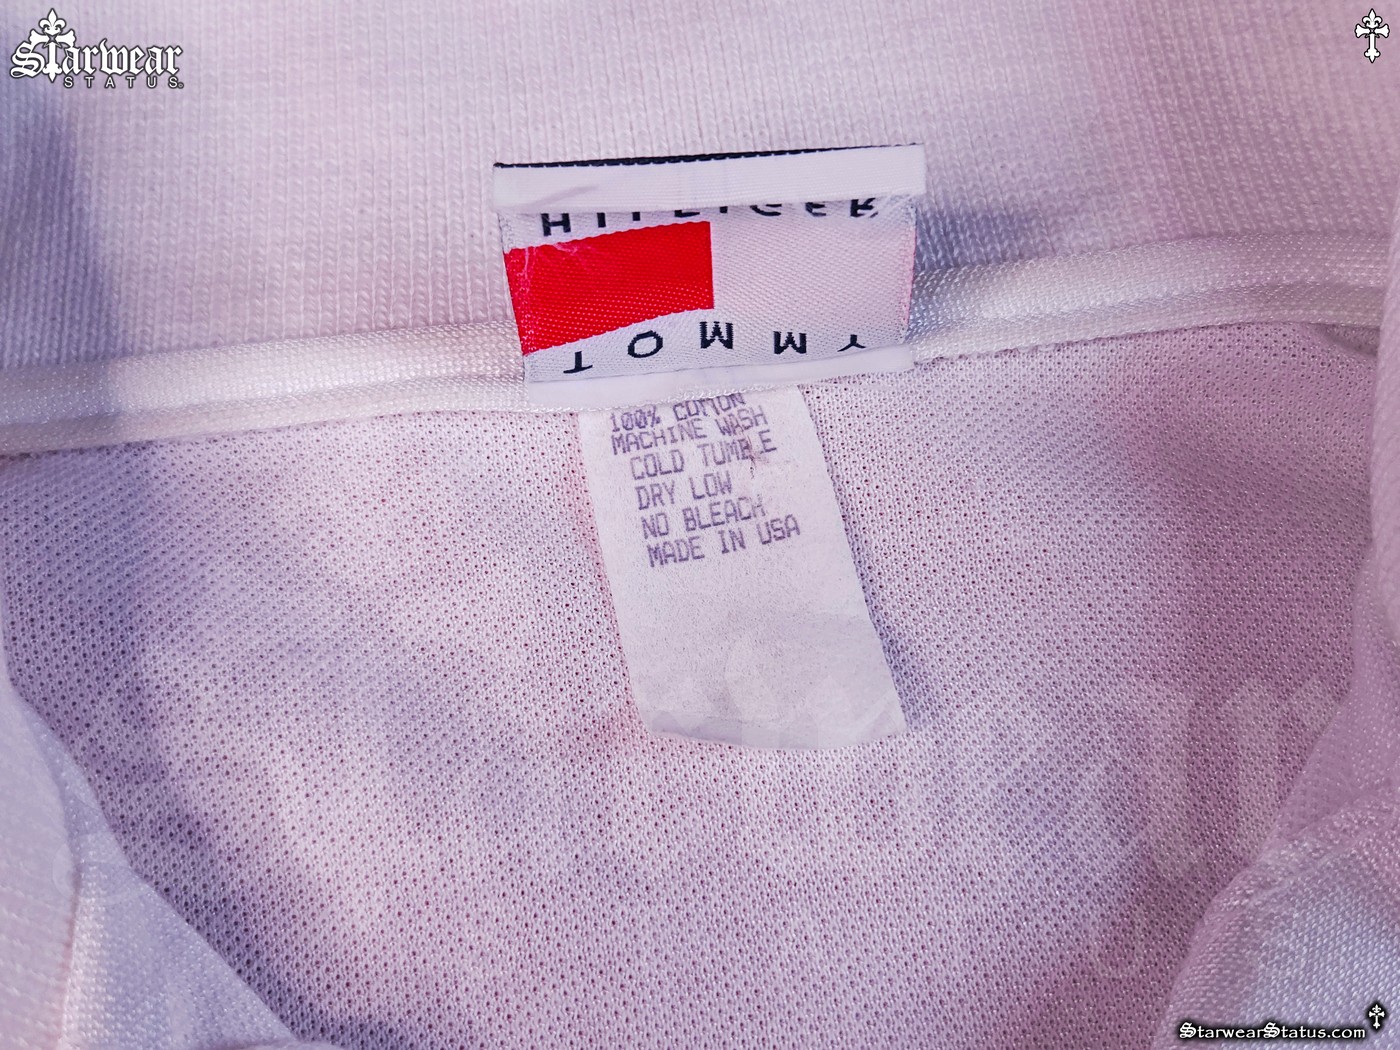 Starwear
STATUS
HILFIGER
TOMMY
100% COTTON
MACHINE WASH
COLD TUMBLE
DRY LOW
NO BLEACH
MADE IN USA
StarwearStatus.com